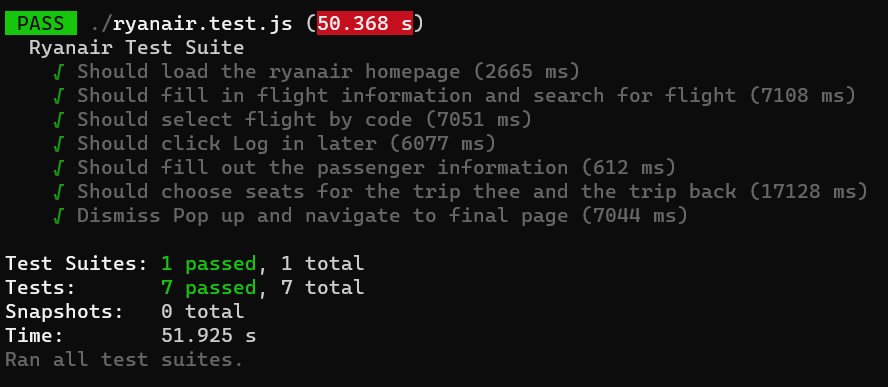 PASS ./ryanair.test.js (50.368 s)
Ryanair Test Suite
√ Should load the ryanair homepage (2665 ms)
√ Should fill in flight information and search for flight (7108 ms)
√ Should select flight by code (7051 ms)
√ Should click Log in later (6077 ms)
√ Should fill out the passenger information (612 ms)
√ Should choose seats for the trip thee and the trip back (17128 ms)
√ Dismiss Pop up and navigate to final page (7044 ms)
Test Suites: 1 passed, 1 total
Tests: 7 passed, 7 total
Snapshots: 0 total
Time: 51.925 s
Ran all test suites.